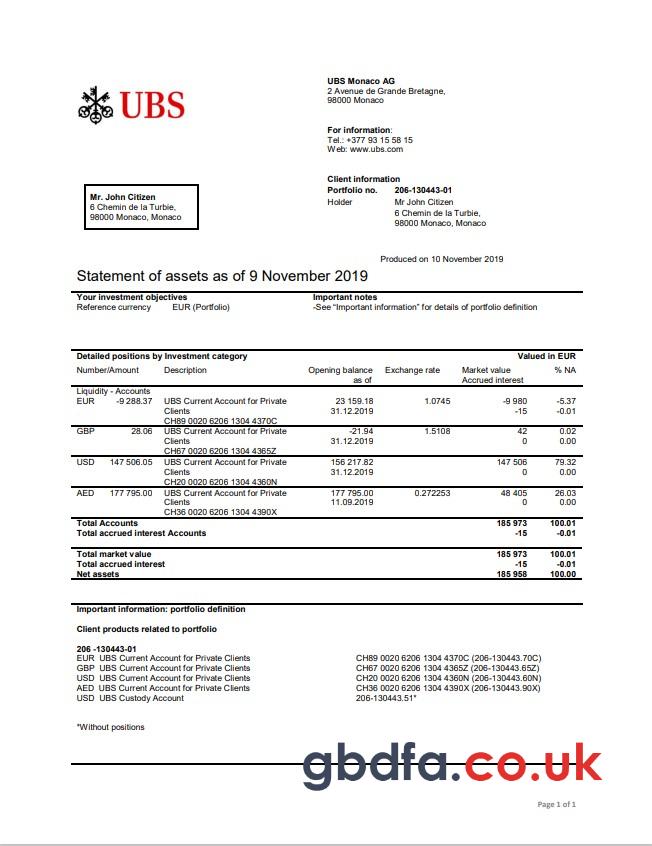 UBS
UBS Monaco AG
2 Avenue de Grande Bretagne,
98000 Monaco
For information:
Tel.: +377 93 15 58 15
Web: www.ubs.com
Client information
Portfolio no. 206-130443-01
Holder Mr John Citizen
6 Chemin de la Turbie,
98000 Monaco, Monaco
Mr. John Citizen
6 Chemin de la Turbie,
98000 Monaco, Monaco
Produced on 10 November 2019
Statement of assets as of 9 November 2019
Your investment objectives Important notes
Reference currency EUR (Portfolio) -See “Important information” for details of portfolio definition
Detailed positions by Investment category Valued in EUR
Number/Amount Description Opening balance Exchange rate Market value % NA
as of Accrued interest
Liquidity - Accounts
EUR -9 288.37 UBS Current Account for Private 23 159.18 1.0745 -9 980 -5.37
Clients 31.12.2019 -15 -0.01
CH89 0020 6206 1304 4370C
GBP 28.06 UBS Current Account for Private -21.94 1.5108 42 0.02
Clients 31.12.2019 0 0.00
CH67 0020 6206 1304 4365Z
USD 147 506.05 UBS Current Account for Private 156 217.82 147 506 79.32
Clients 31.12.2019 0 0.00
CH20 0020 6206 1304 4360N
AED 177 795.00 UBS Current Account for Private 177 795.00 0.272253 48 405 26.03
Clients 11.09.2019 0 0.00
CH36 0020 6206 1304 4390X
Total Accounts 185 973 100.01
Total accrued interest Accounts -15 -0.01
Total market value 185 973 100.01
Total accrued interest -15 -0.01
Net assets 185 958 100.00
Important information: portfolio definition
Client products related to portfolio
206 -130443-01
EUR UBS Current Account for Private Clients CH89 0020 6206 1304 4370C (206-130443.70C)
GBP UBS Current Account for Private Clients CH67 0020 6206 1304 4365Z (206-130443.65Z)
USD UBS Current Account for Private Clients CH20 0020 6206 1304 4360N (206-130443.60N)
AED UBS Current Account for Private Clients CH36 0020 6206 1304 4390X (206-130443.90X)
USD UBS Custody Account 206-130443.51*
*Without positions
gbdfa.co.uk
Page 1 of 1